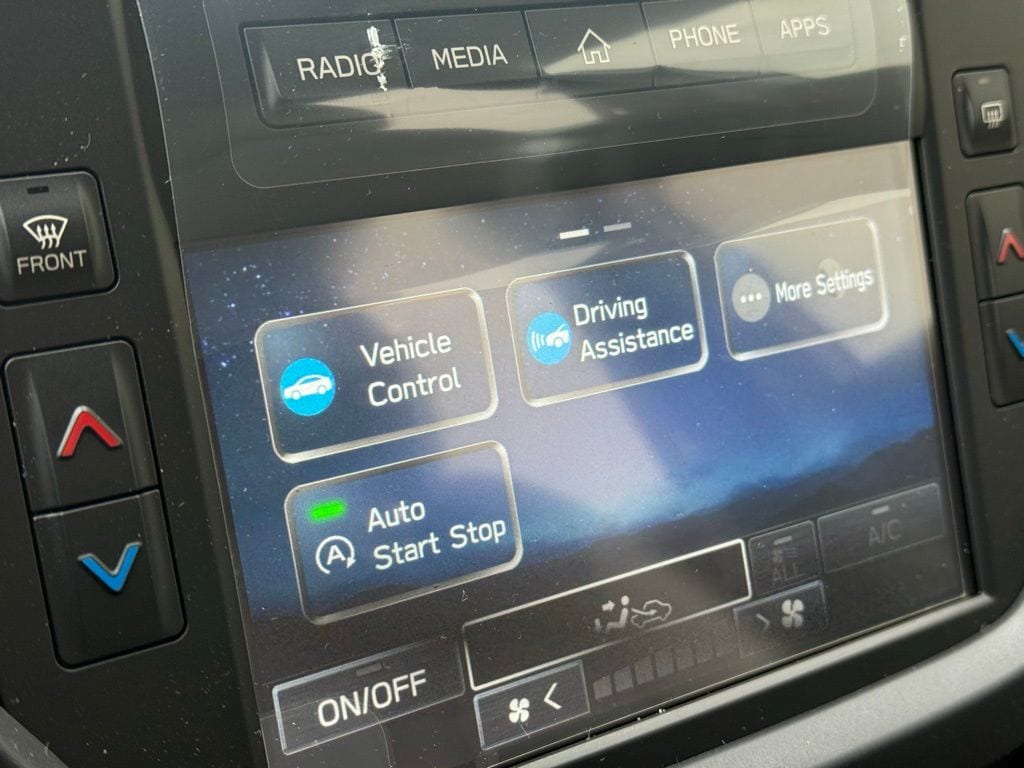 RADIO
MEDIA
PHONE
APPS
FRONT
Vehicle
Control
Driving
Assistance
More Settings
A
Auto
Start Stop
ALL
A/C
ON/OFF